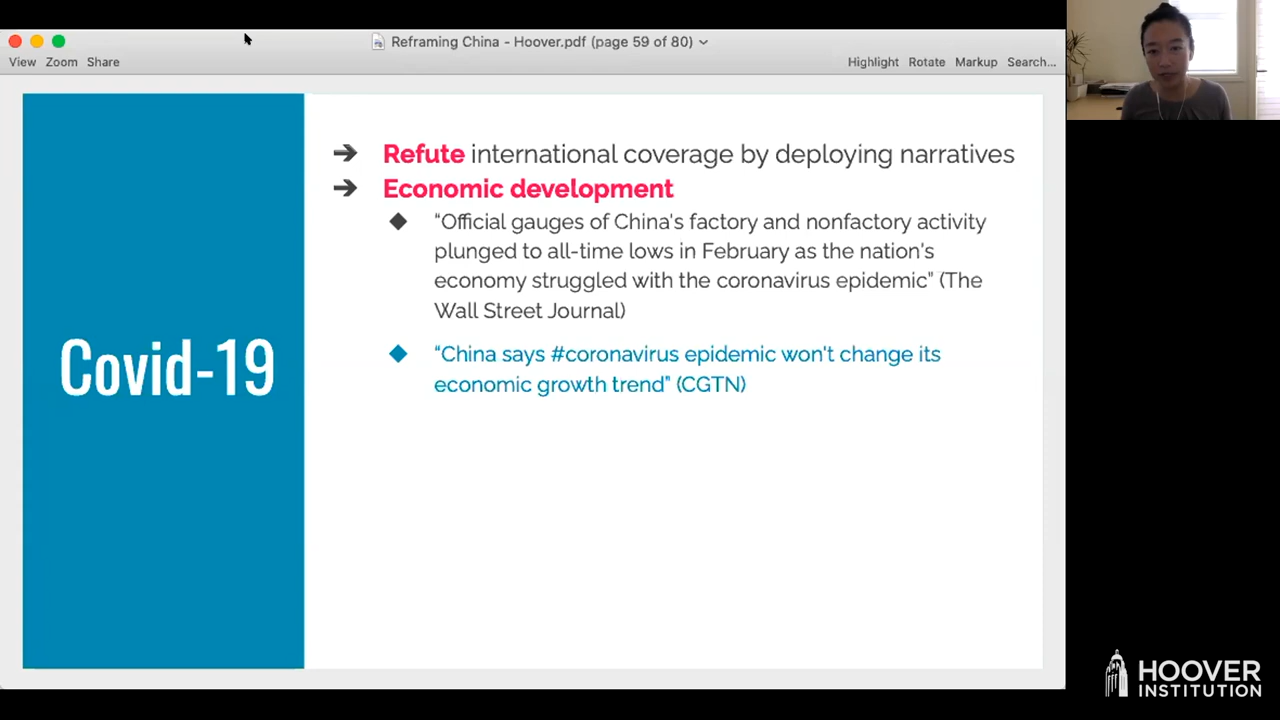 Reframing China - Hoover.pdf (page 59 of 80)
View Zoom Share
Highlight Rotate Markup Search...
Covid-19
➔ Refute international coverage by deploying narratives
➔ Economic development
◆ “Official gauges of China's factory and nonfactory activity
plunged to all-time lows in February as the nation's
economy struggled with the coronavirus epidemic” (The
Wall Street Journal)
◆ “China says #coronavirus epidemic won't change its
economic growth trend” (CGTN)
HOOVER
INSTITUTION